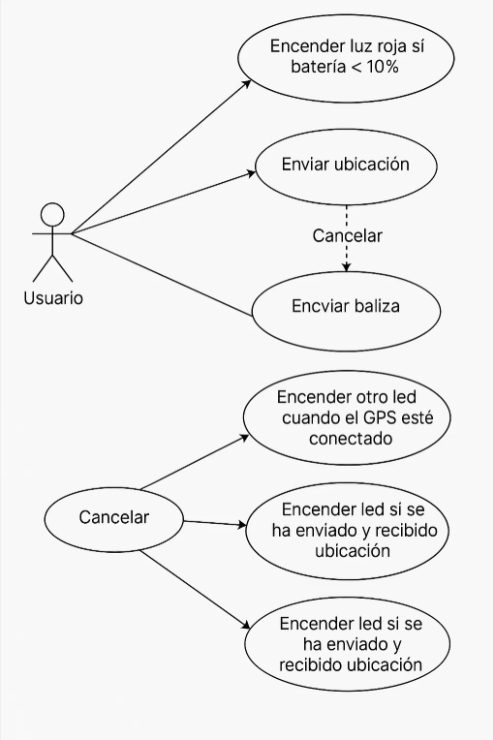 Encender luz roja sí
batería < 10%
Enviar ubicación
Cancelar
Usuario
Encviar baliza
Encender otro led
cuando el GPS esté
conectado
Cancelar
Encender led si se
ha enviado y recibido
ubicación
Encender led si se
ha enviado y
recibido ubicación